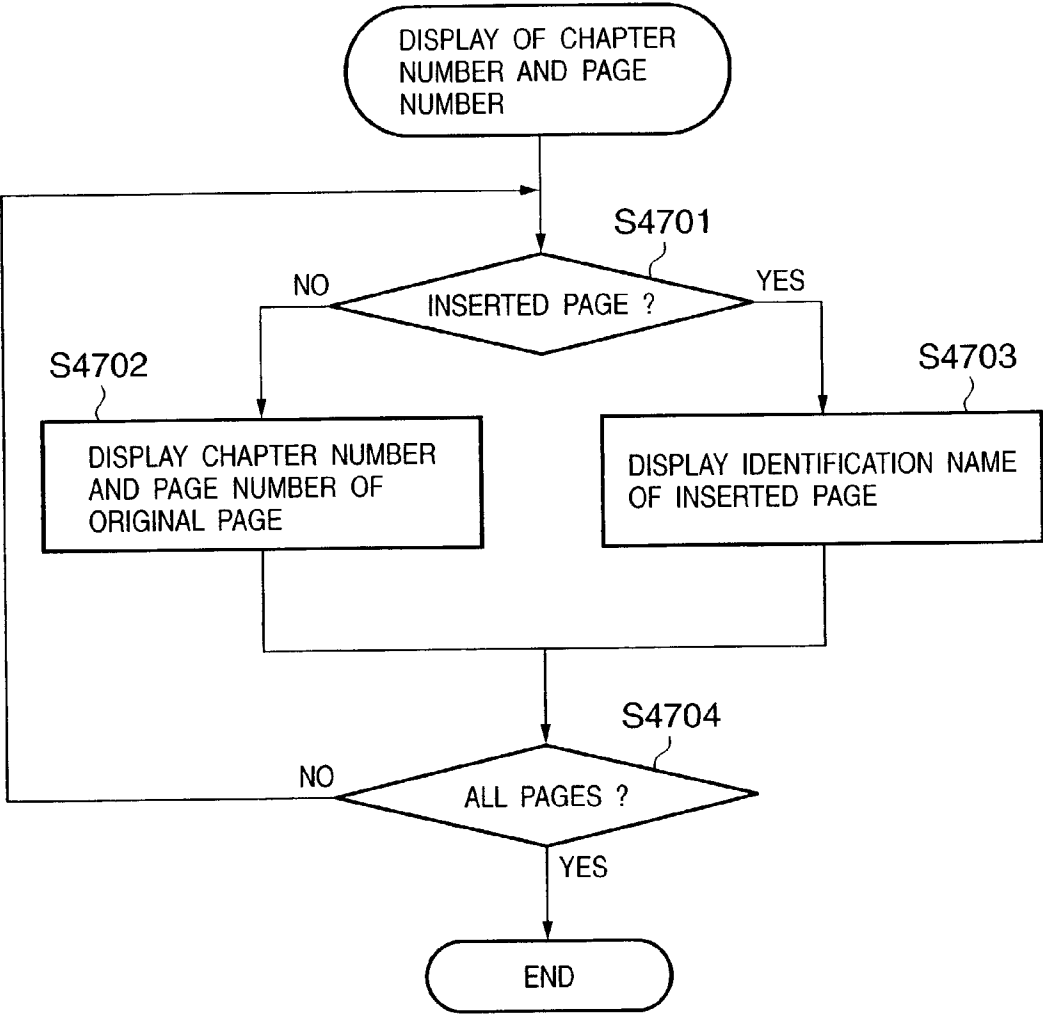 DISPLAY OF CHAPTER
NUMBER AND PAGE
NUMBER
S4701
NO
YES
INSERTED PAGE ?
S4702
S4703
DISPLAY CHAPTER NUMBER
AND PAGE NUMBER OF
ORIGINAL PAGE
DISPLAY IDENTIFICATION NAME
OF INSERTED PAGE
S4704
NO
ALL PAGES ?
YES
END